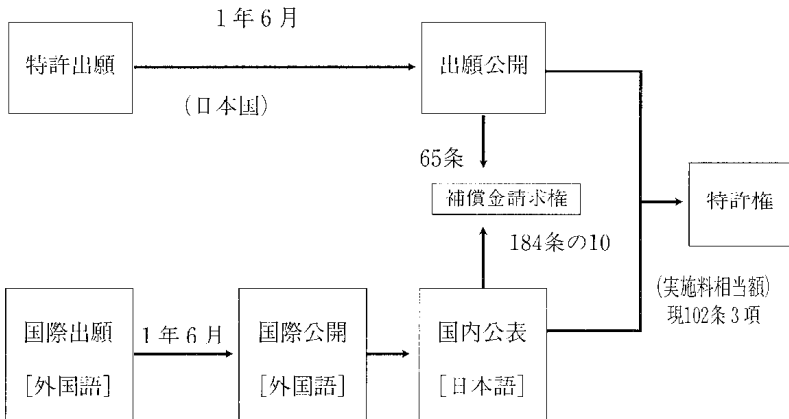 1年6月
特許出願
出願公開
(日本国)
65条
補償金請求権
特許権
184条の10
(実施料相当額)
現102条3項
国際出願
[外国語]
1年6月
国際公開
[外国語]
国内公表
[日本語]